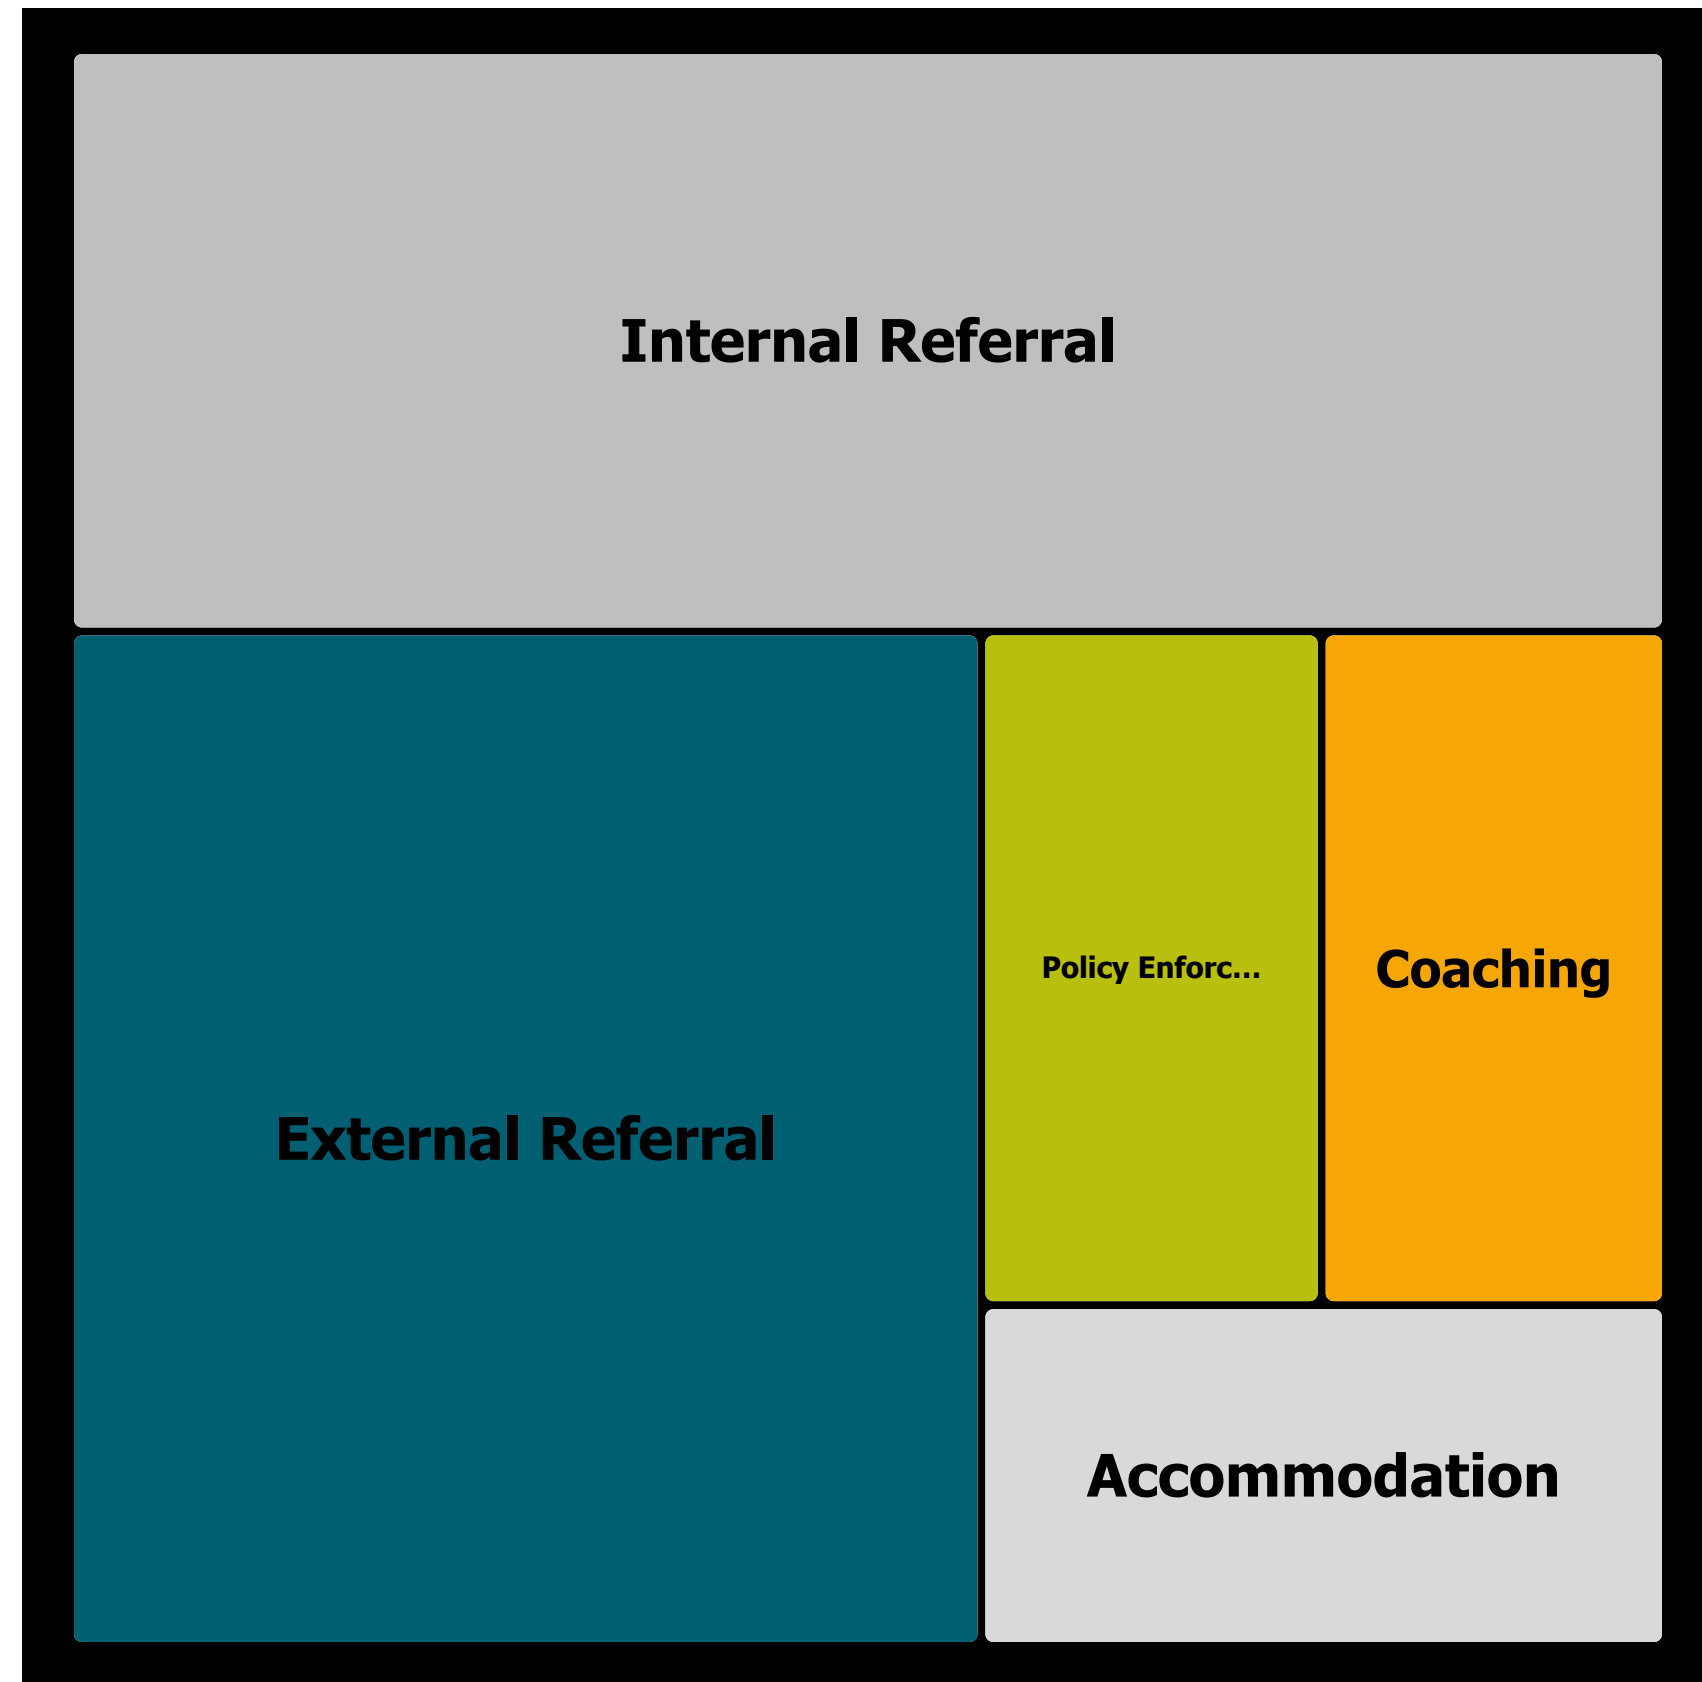 Internal Referral
Policy Enforc...
Coaching
External Referral
Accommodation